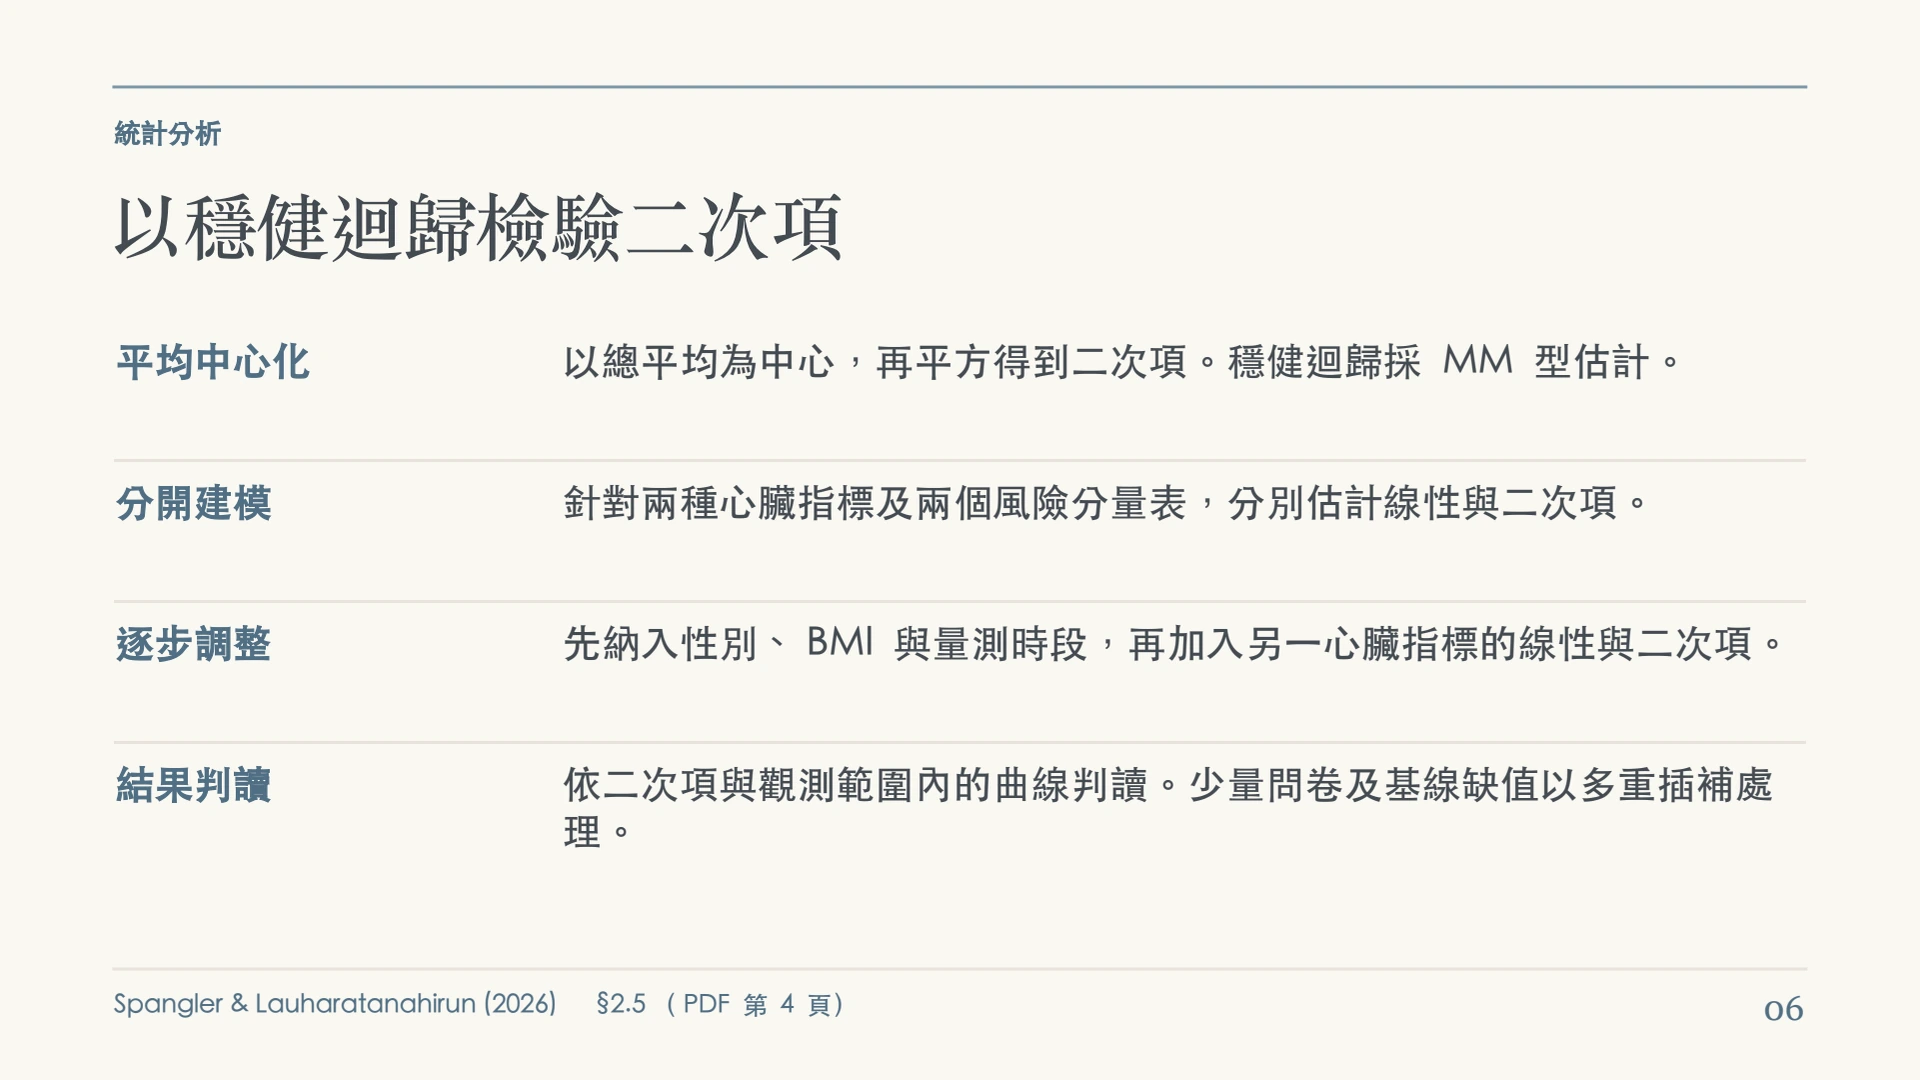 統計分析
以穩健迴歸檢驗二次項
平均中心化
以總平均為中心，再平方得到二次項。穩健迴歸採 MM 型估計。
分開建模
針對兩種心臟指標及兩個風險分量表，分別估計線性與二次項。
逐步調整
先納入性別、BMI 與量測時段，再加入另一心臟指標的線性與二次項。
結果判讀
依二次項與觀測範圍內的曲線判讀。少量問卷及基線缺值以多重插補處
理。
Spangler & Lauharatanahirun (2026) §2.5 （PDF 第 4 頁）
06